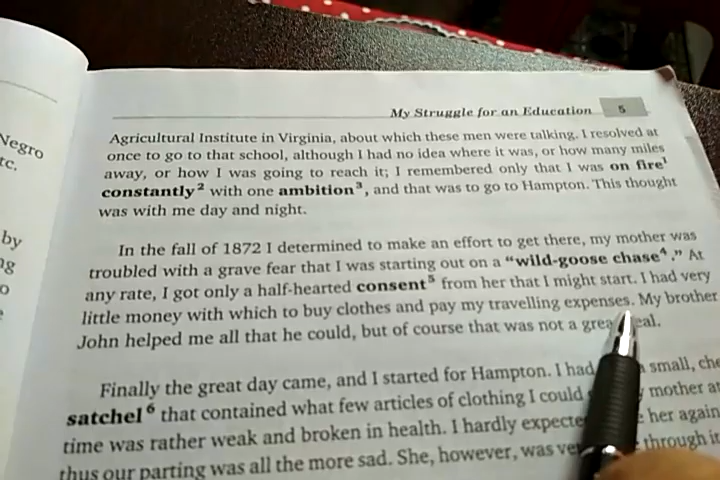 My Struggle for an Education 5
Negro
tc.
by
Agricultural Institute in Virginia, about which these men were talking. I resolved at
once to go to that school, although I had no idea where it was, or how many miles
away, or how I was going to reach it; I remembered only that I was on fire¹
constantly² with one ambition³, and that was to go to Hampton. This thought
was with me day and night.
In the fall of 1872 I determined to make an effort to get there, my mother was
troubled with a grave fear that I was starting out on a “wild-goose chase⁴.” At
any rate, I got only a half-hearted consent⁵ from her that I might start. I had very
little money with which to buy clothes and pay my travelling expenses. My brother
John helped me all that he could, but of course that was not a
Finally the great day came, and I started for Hampton. I had small,
satchel⁶ that contained what few articles of clothing I could mother
time was rather weak and broken in health. I hardly her again
thus our parting was all the more sad. She, however, was through